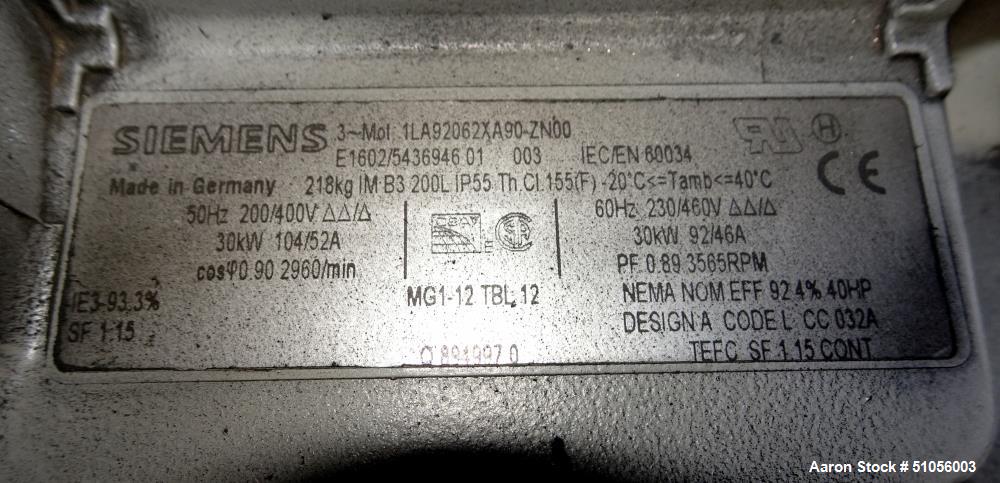 SIEMENS 3~Mot. 1LA92062XA90-ZN00
E1602/5436946 01 003 IEC/EN 60034
Made in Germany 218kg IM B3 200L IP55 Th.Cl.155(F) -20°C<=Tamb<=40°C
CE
50Hz 200/400V ΔΔ/Δ
30kW 104/52A
cosφ0.90 2960/min
IE3-93.3%
SF 1.15
MG1-12 TBL 12
60Hz 230/460V ΔΔ/Δ
30kW 92/46A
PF 0.89 3565RPM
NEMA NOM.EFF 92.4% 40HP
DESIGN A CODE L CC 032A
TEFC SF 1.15 CONT
Aaron Stock # 51056003